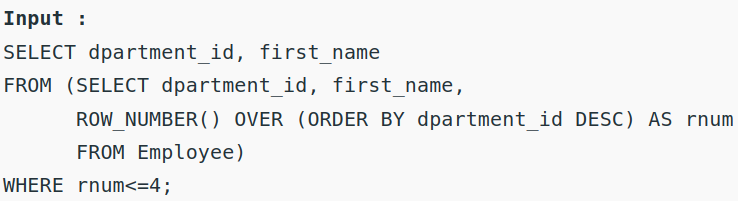 Input :
SELECT dpartment_id, first_name
FROM (SELECT dpartment_id, first_name,
ROW_NUMBER() OVER (ORDER BY dpartment_id DESC) AS rnum
FROM Employee)
WHERE rnum<=4;